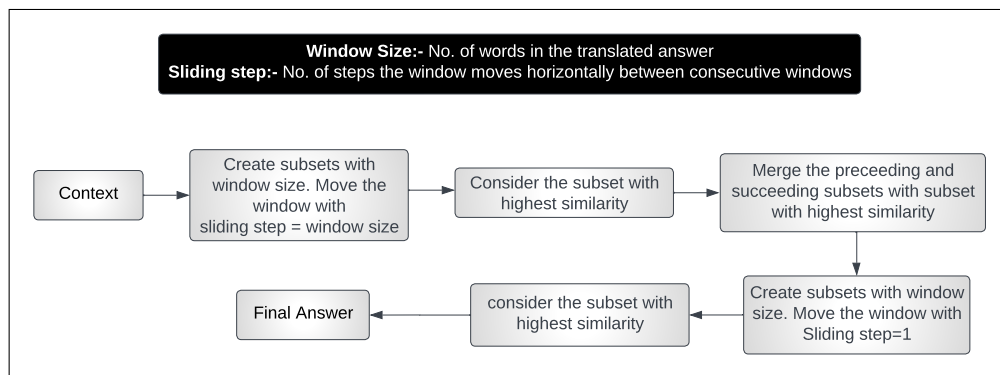 Window Size:- No. of words in the translated answer
Sliding step:- No. of steps the window moves horizontally between consecutive windows
Context
Create subsets with
window size. Move the
window with
sliding step = window size
Consider the subset with
highest similarity
Merge the preceeding and
succeeding subsets with subset
with highest similarity
Create subsets with window
size. Move the window with
Sliding step=1
consider the subset with
highest similarity
Final Answer